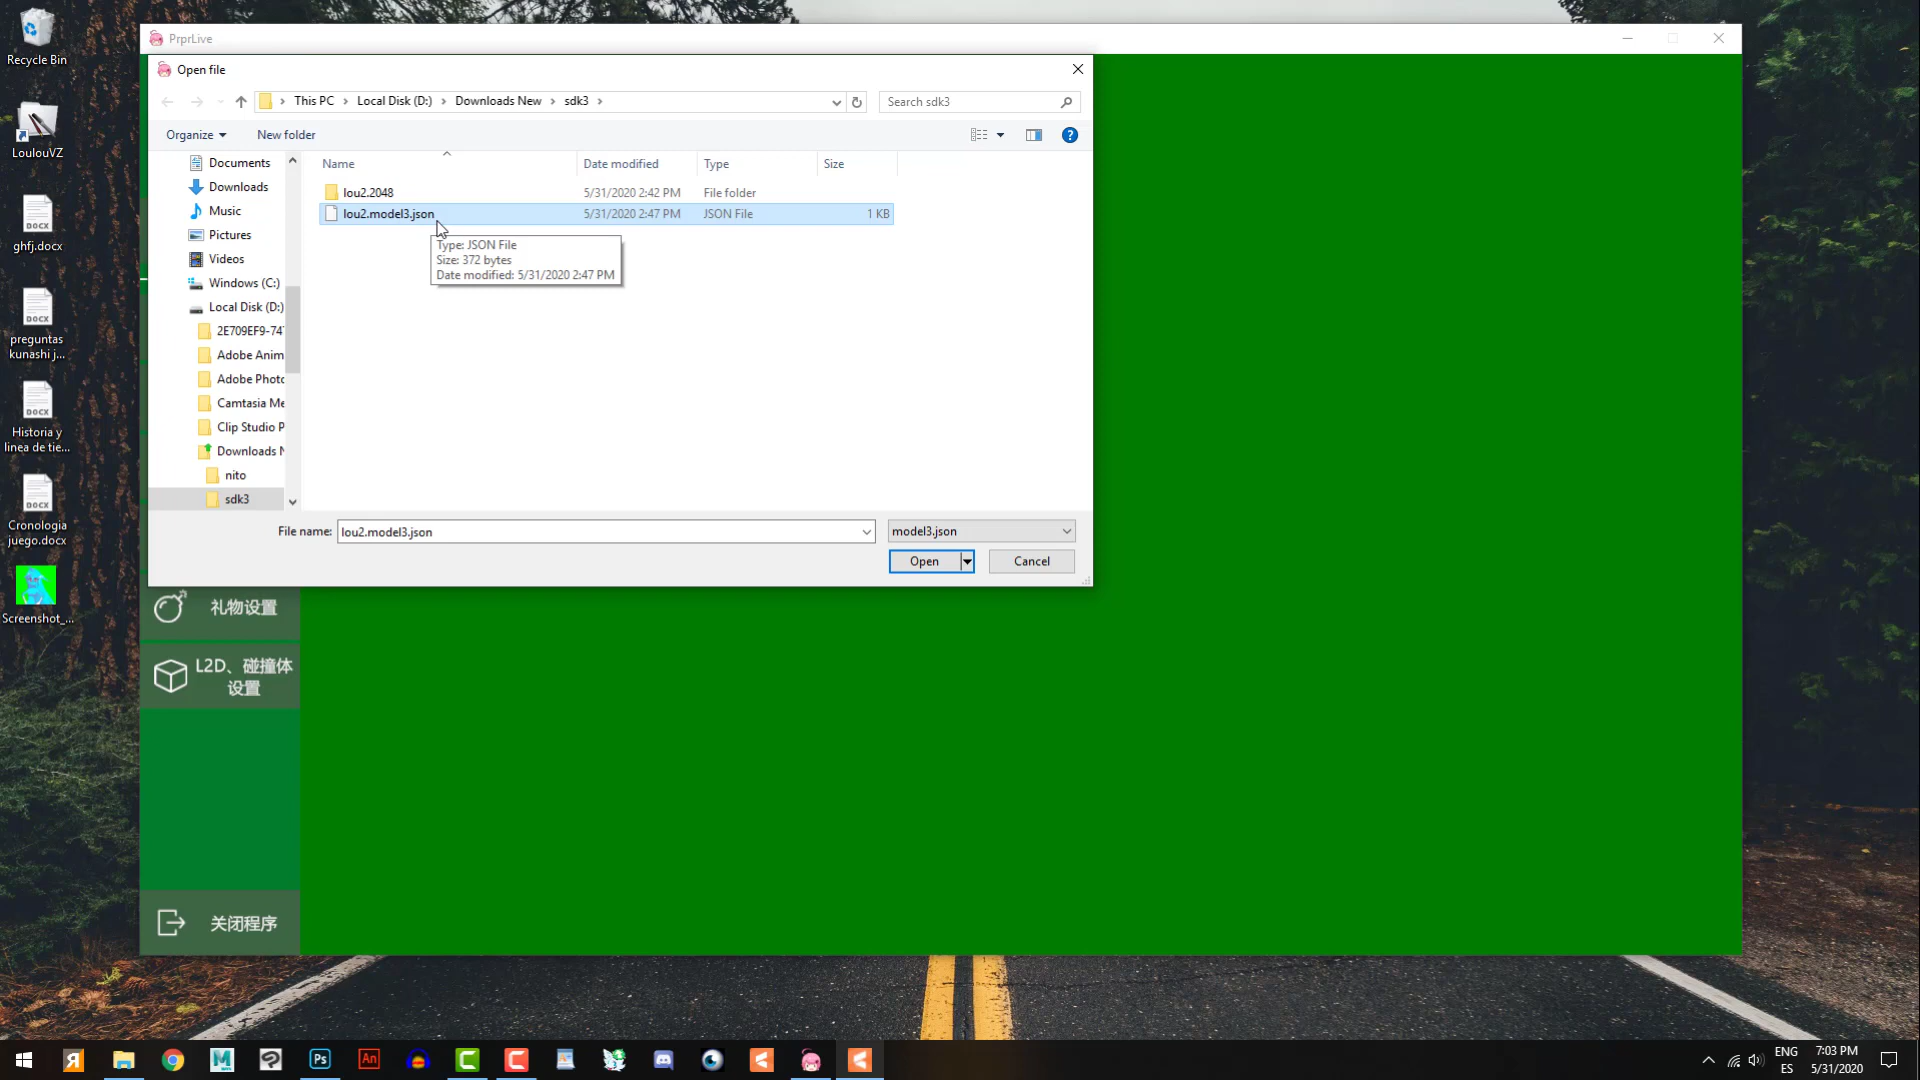 Recycle Bin
LoulouVZ
ghfj.docx
preguntas
kunashi j...
Historia y
linea de tie...
Cronologia
juego.docx
Screenshot_...
PrprLive
Open file
This PC > Local Disk (D:) > Downloads New > sdk3 >
Search sdk3
Organize
New folder
Name
Date modified
Type
Size
lou2.2048
5/31/2020 2:42 PM
File folder
lou2.model3.json
5/31/2020 2:47 PM
JSON File
1 KB
Type: JSON File
Size: 372 bytes
Date modified: 5/31/2020 2:47 PM
Documents
Downloads
Music
Pictures
Videos
Windows (C:)
Local Disk (D:)
2E709EF9-74
Adobe Anim
Adobe Photo
Camtasia Me
Clip Studio P
Downloads N
nito
sdk3
File name:
lou2.model3.json
model3.json
Open
Cancel
礼物设置
L2D、碰撞体
设置
关闭程序
Ps
An
ENG
ES
7:03 PM
5/31/2020